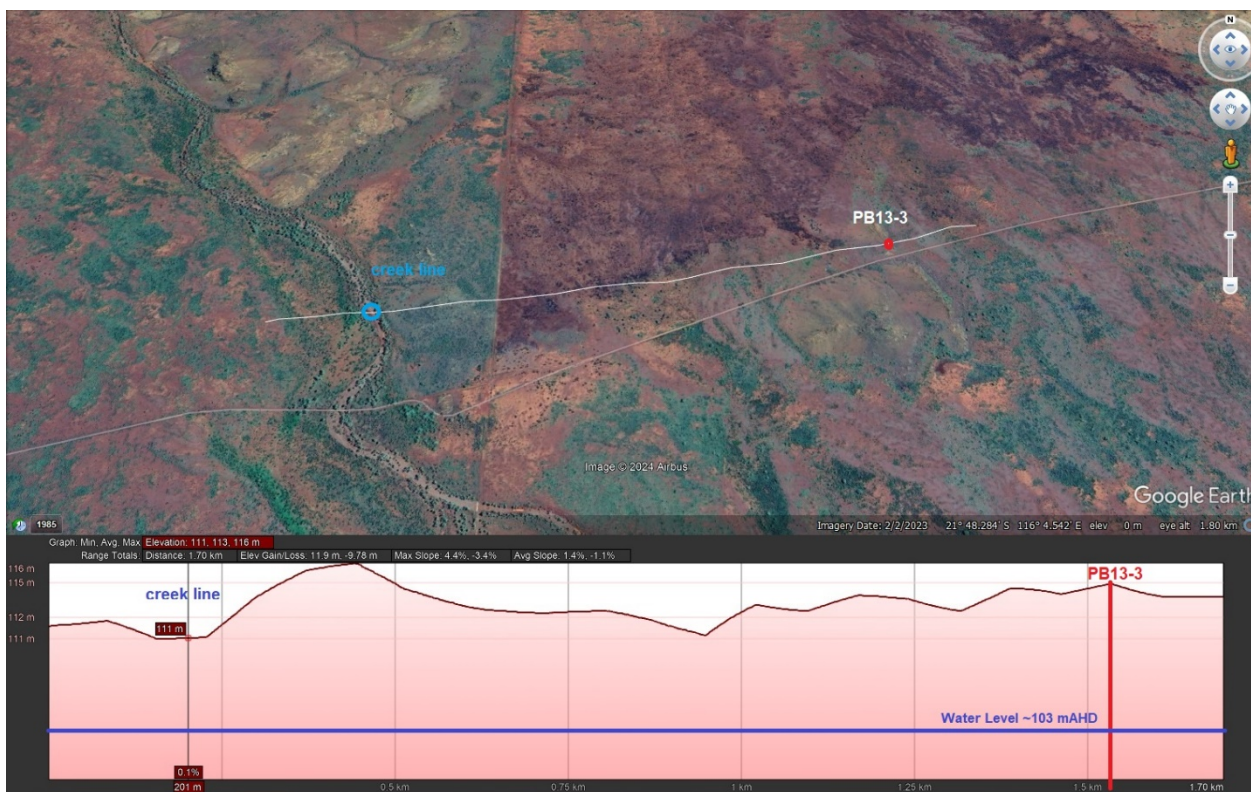 N
PB13-3
creek line
Image © 2024 Airbus
Google Earth
1985
Imagery Date: 2/2/2023 21° 48.284' S 116° 4.542' E elev 0 m eye alt 1.80 km
Graph: Min, Avg, Max Elevation: 111, 113, 116 m
Range Totals: Distance: 1.70 km Elev Gain/Loss: 11.9 m, -9.78 m Max Slope: 4.4%, -3.4% Avg Slope: 1.4%, -1.1%
116 m
115 m
112 m
111 m
creek line
PB13-3
111 m
Water Level ~103 mAHD
0.1%
201 m
0.5 km
0.75 km
1 km
1.25 km
1.5 km
1.70 km